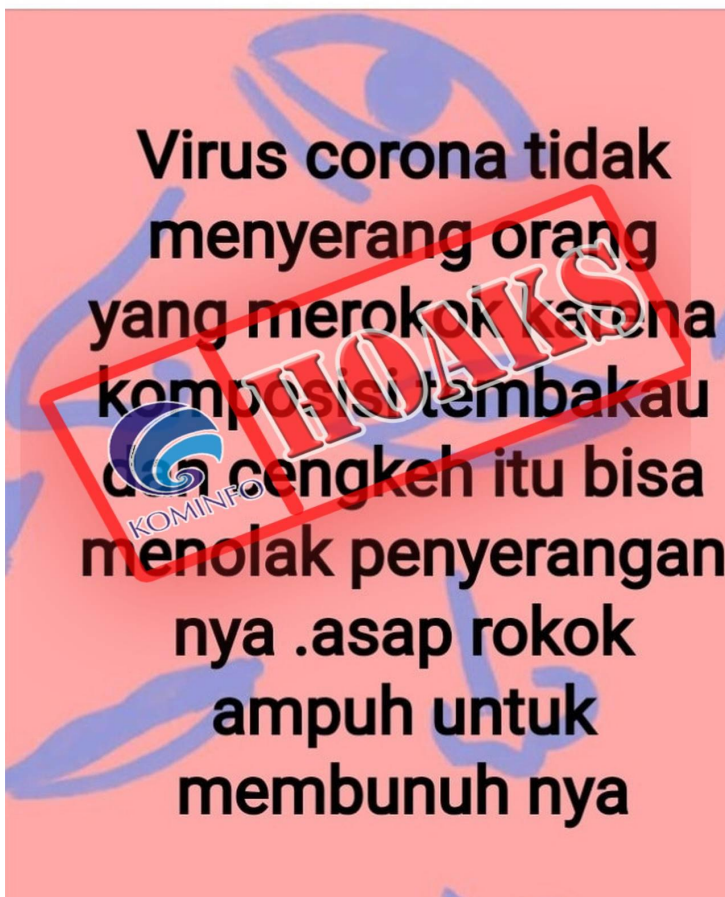 Virus corona tidak
menyerang orang
yang merokok karena
komposisi tembakau
dan cengkeh itu bisa
menolak penyerangan
nya .asap rokok
ampuh untuk
membunuh nya
HOAKS
KOMINFO